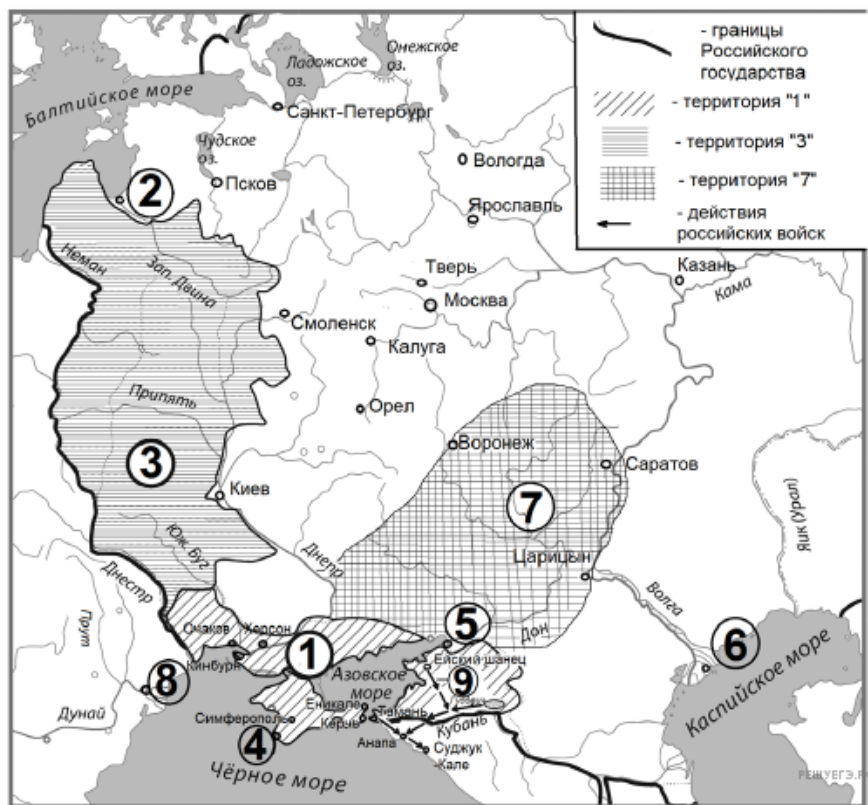 - границы
Российского
государства
- территория "1"
- территория "3"
- территория "7"
- действия
российских войск
Онежское
оз.
Ладожское
оз.
Балтийское море
Санкт-Петербург
Чудское
оз.
Вологда
2
Псков
Ярославль
Неман
Зап. Двина
Тверь
Казань
Кама
Москва
Смоленск
Калуга
Припять
Орел
Воронеж
Саратов
3
Киев
7
Яик (Урал)
Юж. Буг
Днепр
Царицын
Днестр
Волга
Прут
Очаков
Херсон
5
Дон
6
Кинбурн
1
Ейский шанец
Азовское
море
9
8
Каспийское море
Дунай
Еникале
Симферополь
Керчь
Тамань
Кубань
4
Анапа
Суджук
-Кале
Чёрное море